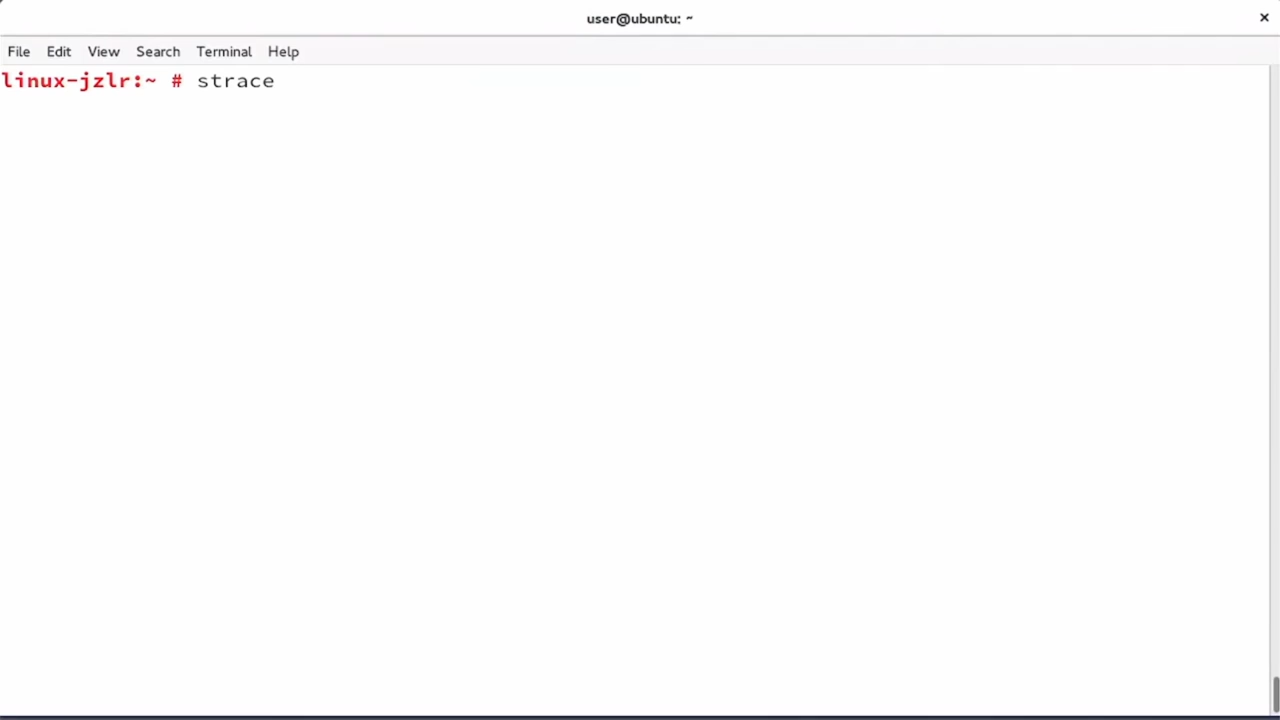 user@ubuntu: ~
File Edit View Search Terminal Help
linux-jzlr:~ # strace